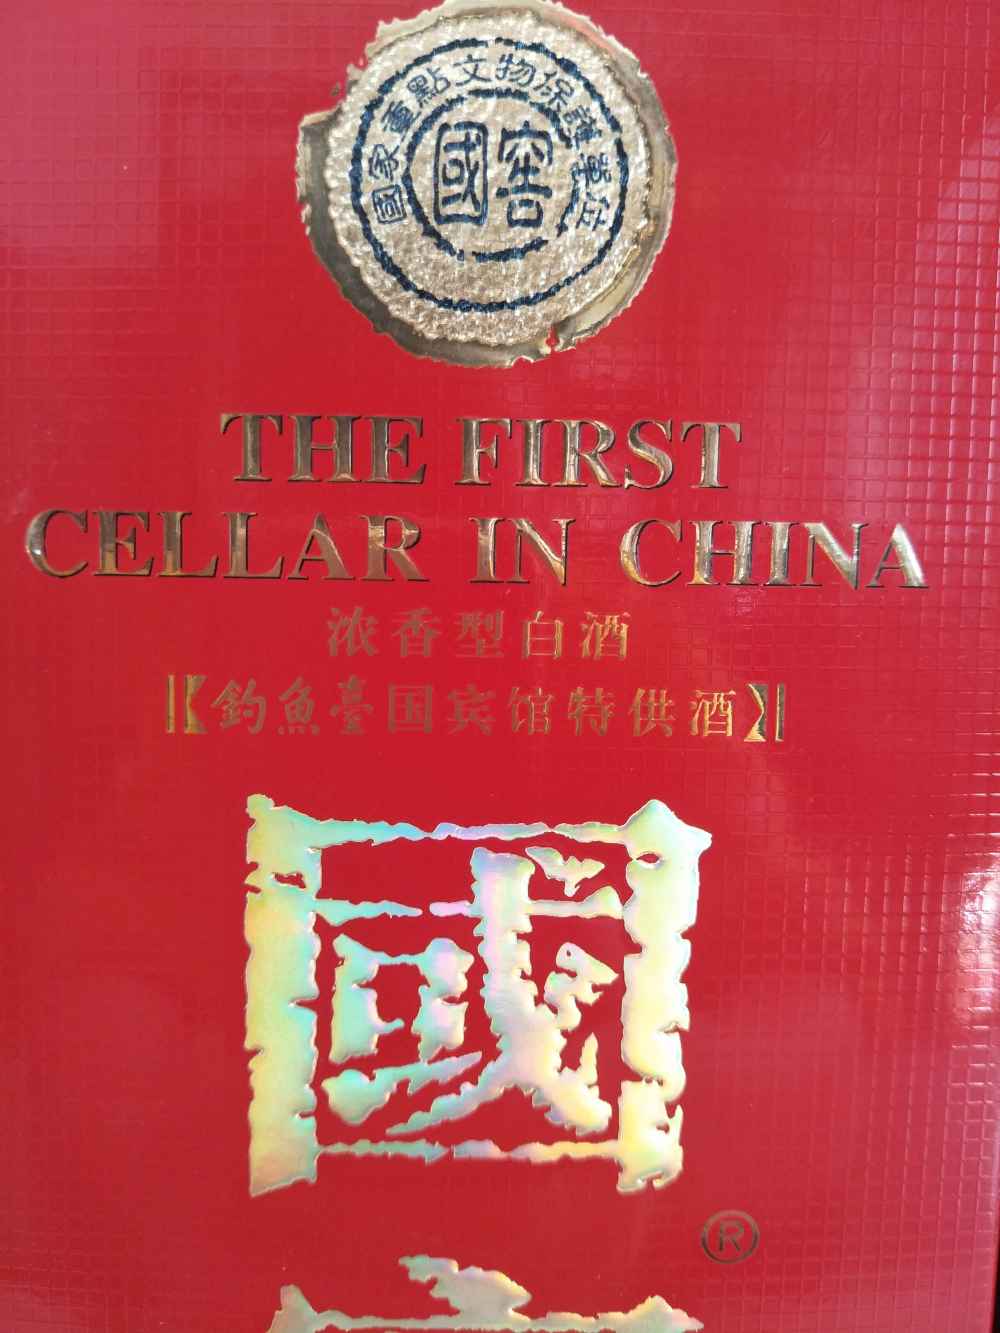 國家重點文物保護單位
國窖
THE FIRST
CELLAR IN CHINA
浓香型白酒
【釣魚臺国宾馆特供酒】
國
®